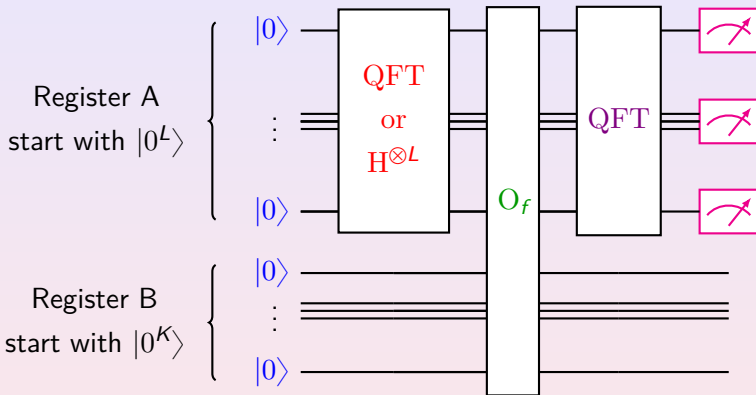 |0⟩
QFT
or
H^{⊗L}
QFT
Register A
start with |0^L⟩
⋮
|0⟩
O_f
|0⟩
Register B
start with |0^K⟩
⋮
|0⟩